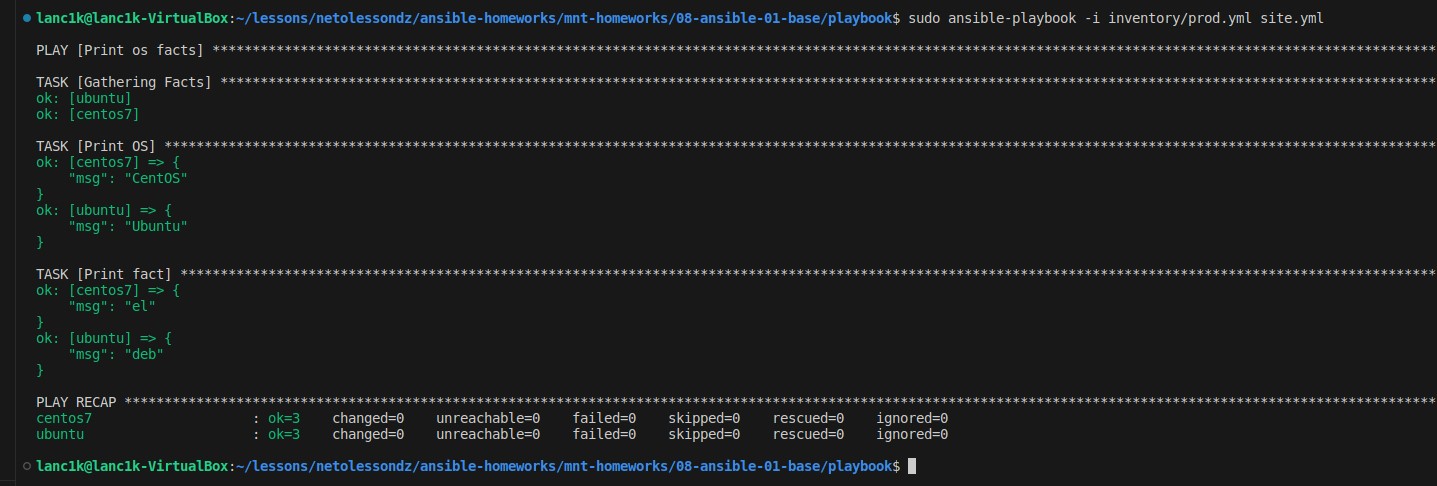 lanc1k@lanc1k-VirtualBox:~/lessons/netolessondz/ansible-homeworks/mnt-homeworks/08-ansible-01-base/playbook$ sudo ansible-playbook -i inventory/prod.yml site.yml
PLAY [Print os facts] *********************************************************************************************************************************************************
TASK [Gathering Facts] ********************************************************************************************************************************************************
ok: [ubuntu]
ok: [centos7]
TASK [Print OS] ***************************************************************************************************************************************************************
ok: [centos7] => {
    "msg": "CentOS"
}
ok: [ubuntu] => {
    "msg": "Ubuntu"
}
TASK [Print fact] *************************************************************************************************************************************************************
ok: [centos7] => {
    "msg": "el"
}
ok: [ubuntu] => {
    "msg": "deb"
}
PLAY RECAP ********************************************************************************************************************************************************************
centos7                    : ok=3    changed=0    unreachable=0    failed=0    skipped=0    rescued=0    ignored=0
ubuntu                     : ok=3    changed=0    unreachable=0    failed=0    skipped=0    rescued=0    ignored=0
lanc1k@lanc1k-VirtualBox:~/lessons/netolessondz/ansible-homeworks/mnt-homeworks/08-ansible-01-base/playbook$